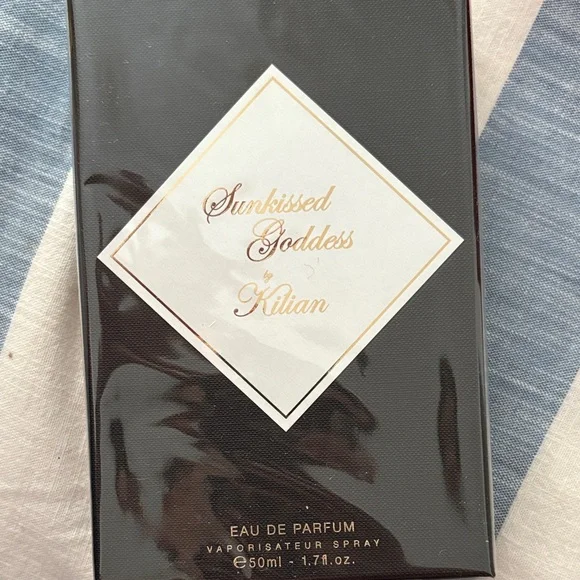 Sunkissed
Goddess
by
Kilian
EAU DE PARFUM
VAPORISATEUR SPRAY
℮50ml - 1.7fl.oz.